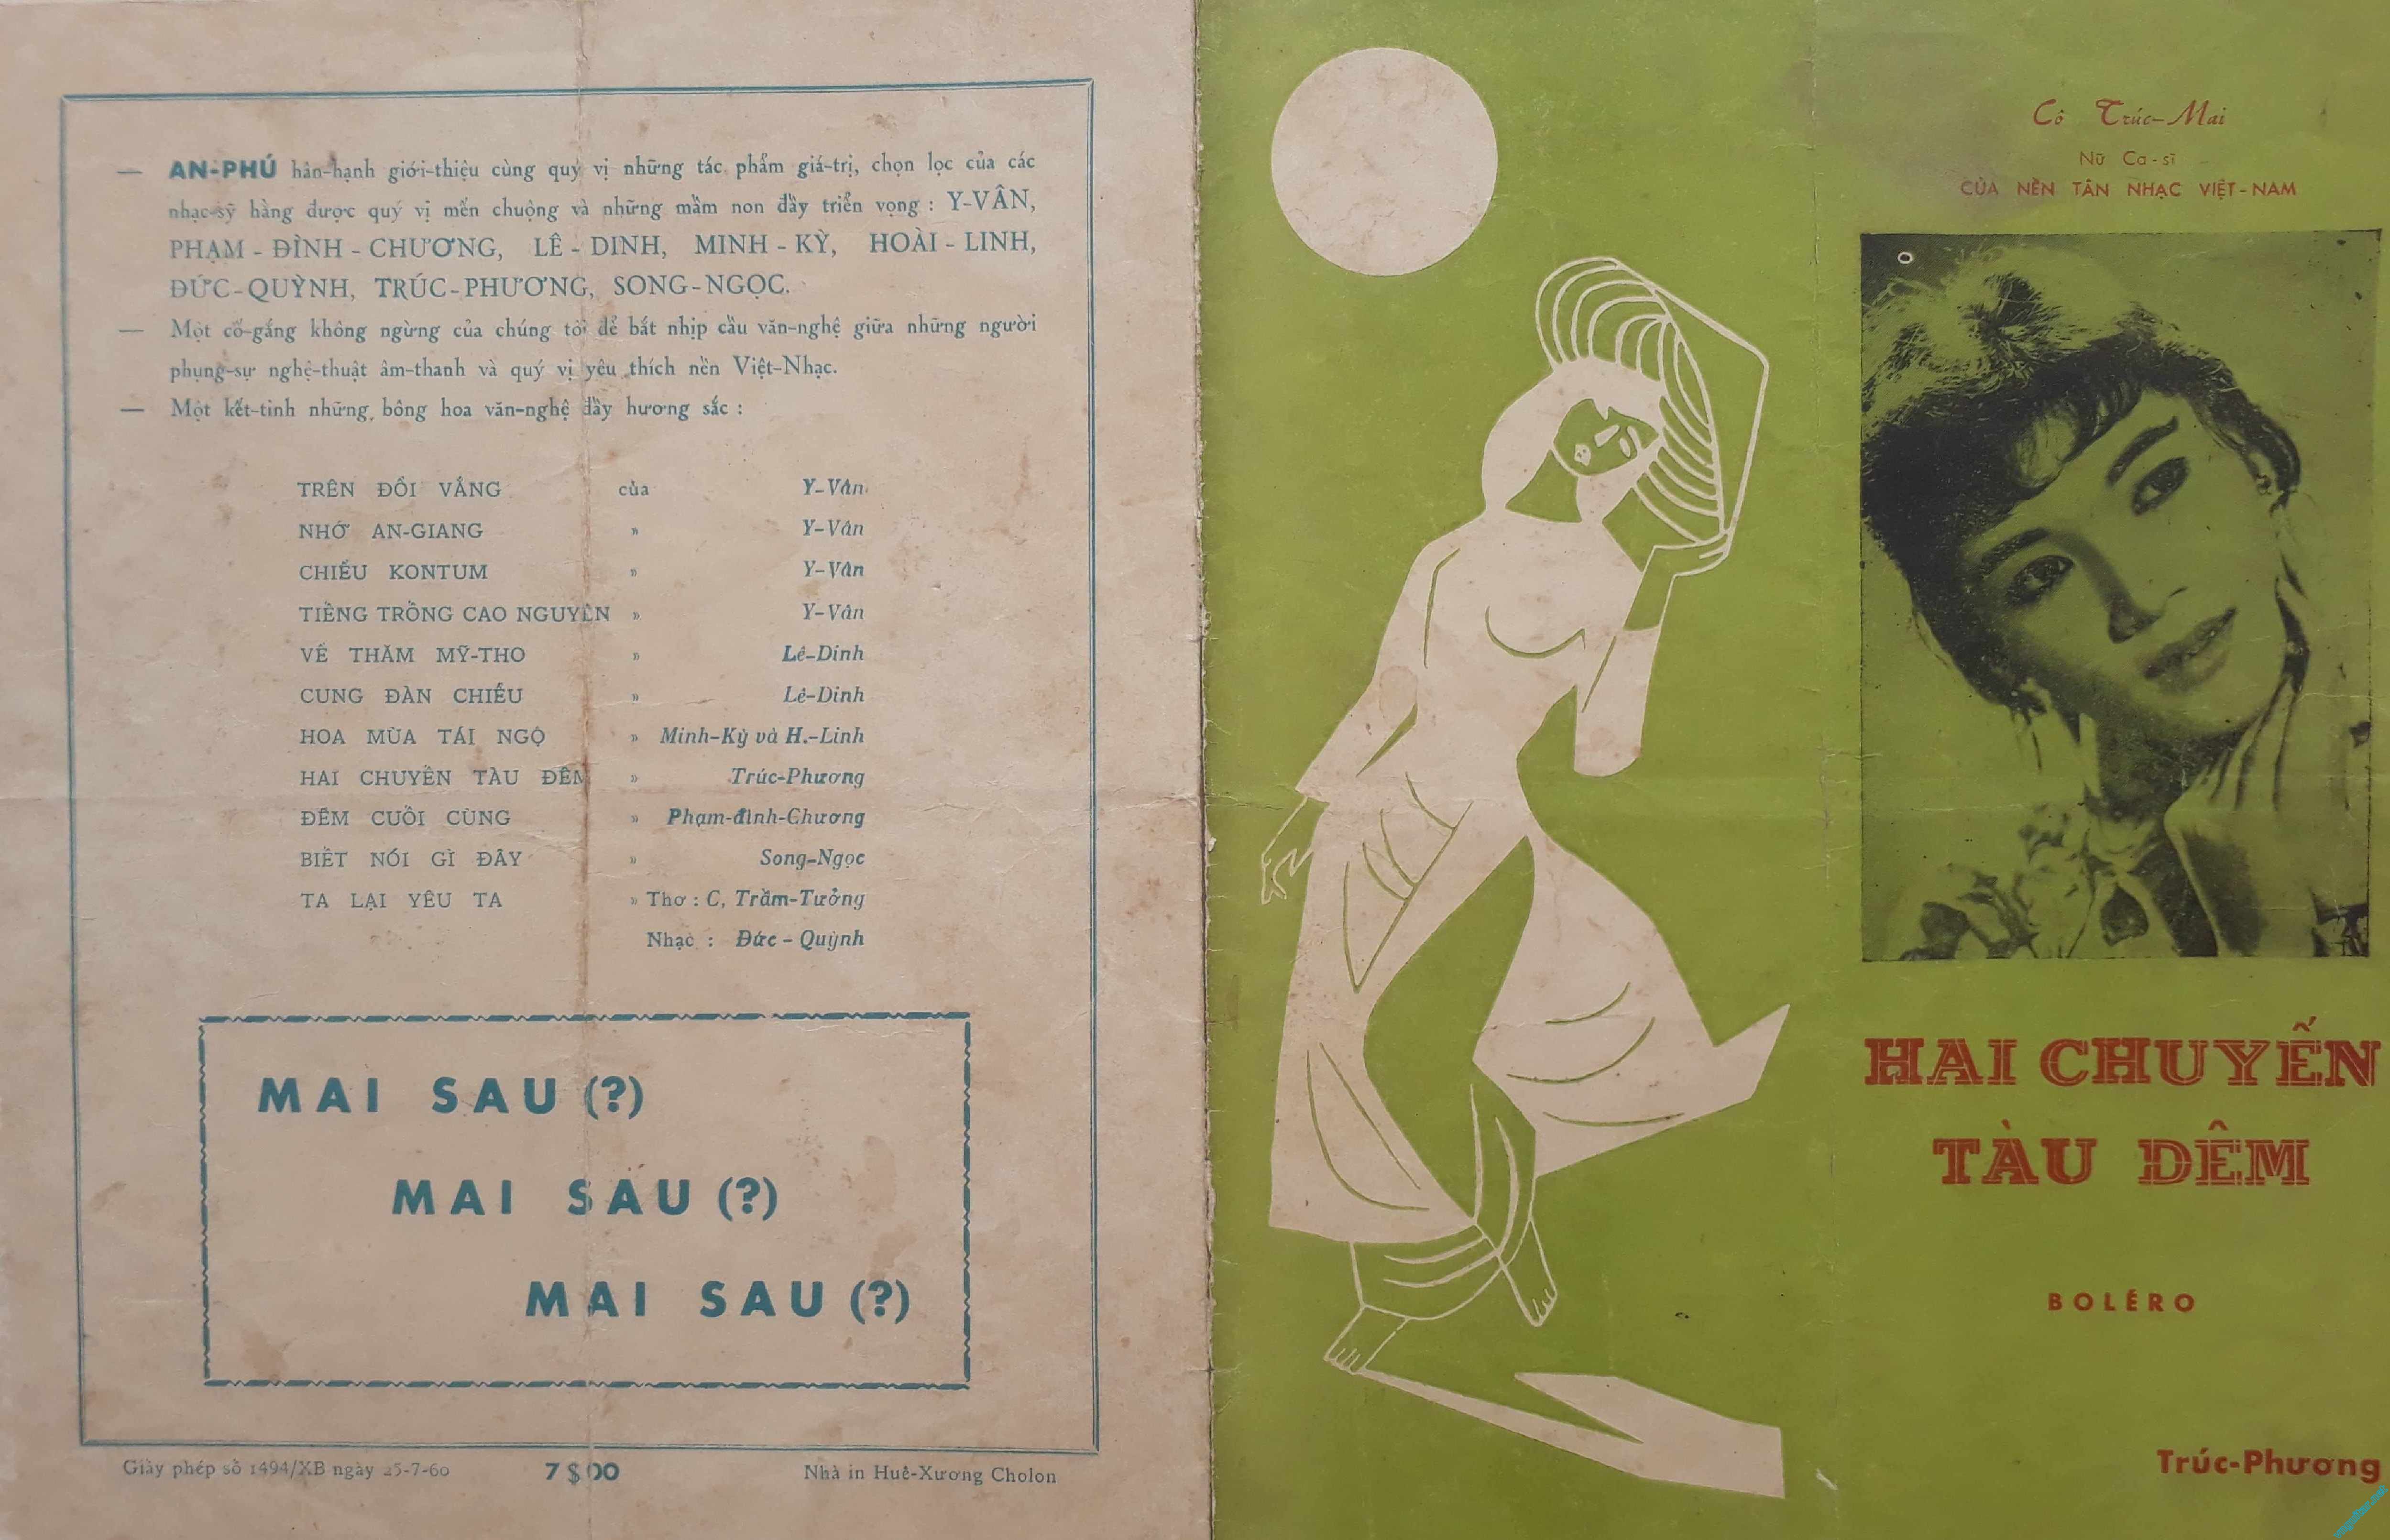 — AN-PHÚ hân-hạnh giới-thiệu cùng quý vị những tác phẩm giá-trị, chọn lọc của các
nhạc-sỹ hằng được quý vị mến chuộng và những mầm non đầy triển vọng : Y-VÂN,
PHẠM - ĐÌNH - CHƯƠNG, LÊ - DINH, MINH - KỲ, HOÀI - LINH,
ĐỨC-QUỲNH, TRÚC-PHƯƠNG, SONG-NGỌC.
— Một cố-gắng không ngừng của chúng tôi để bắt nhịp cầu văn-nghệ giữa những người
phụng-sự nghệ-thuật âm-thanh và quý vị yêu thích nền Việt-Nhạc.
— Một kết-tinh những bông hoa văn-nghệ đầy hương sắc :
TRÊN ĐỒI VẮNG của Y-Vân
NHỚ AN-GIANG » Y-Vân
CHIỀU KONTUM » Y-Vân
TIẾNG TRỐNG CAO NGUYÊN » Y-Vân
VỀ THĂM MỸ-THO » Lê-Dinh
CUNG ĐÀN CHIỀU » Lê-Dinh
HOA MÙA TÁI NGỘ » Minh-Kỳ và H.-Linh
HAI CHUYẾN TÀU ĐÊM » Trúc-Phương
ĐÊM CUỐI CÙNG » Phạm-đình-Chương
BIẾT NÓI GÌ ĐÂY » Song-Ngọc
TA LẠI YÊU TA » Thơ : C, Trầm-Tưởng
Nhạc : Đức - Quỳnh
MAI SAU (?)
MAI SAU (?)
MAI SAU (?)
Giấy phép số 1494/XB ngày 25-7-60 7$00 Nhà in Huê-Xương Cholon
Cô Trúc-Mai
Nữ Ca-sĩ
CỦA NỀN TÂN NHẠC VIỆT-NAM
HAI CHUYẾN
TÀU DÊM
BOLÉRO
Trúc-Phương